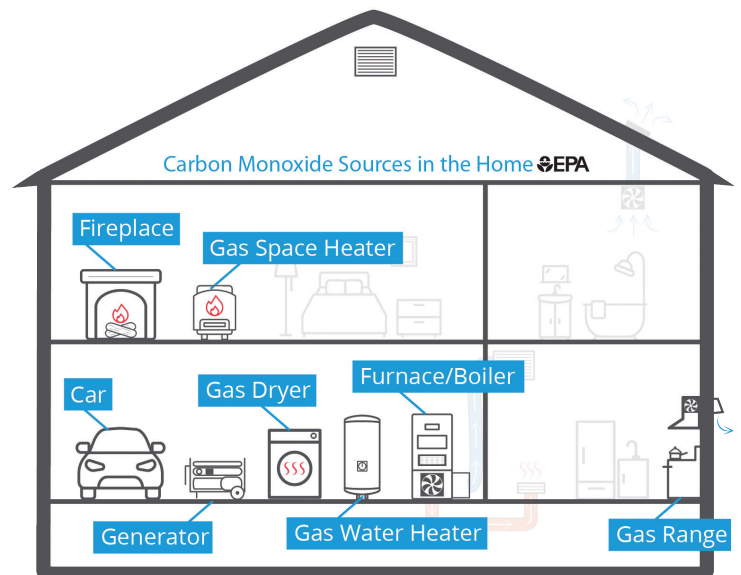 Carbon Monoxide Sources in the Home EPA
Fireplace
Gas Space Heater
Car
Gas Dryer
Furnace/Boiler
Generator
Gas Water Heater
Gas Range